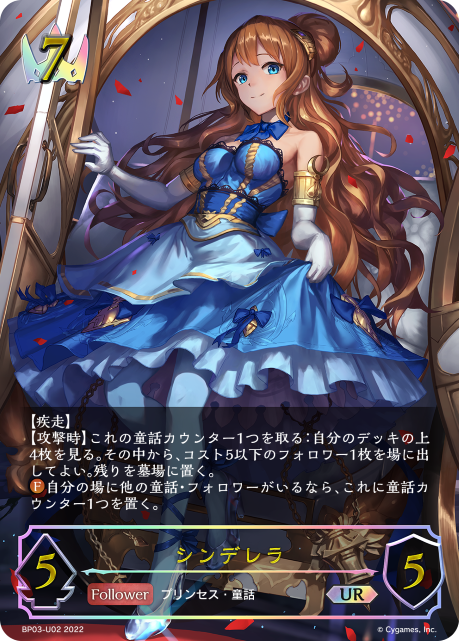 7
【疾走】
【攻撃時】これの童話カウンター1つを取る：自分のデッキの上
4枚を見る。その中から、コスト5以下のフォロワー1枚を場に出
してよい。残りを墓場に置く。
F自分の場に他の童話・フォロワーがいるなら、これに童話カ
ウンター1つを置く。
シンデレラ
5
5
Follower プリンセス・童話 UR
BP03-U02 2022 © Cygames, Inc.